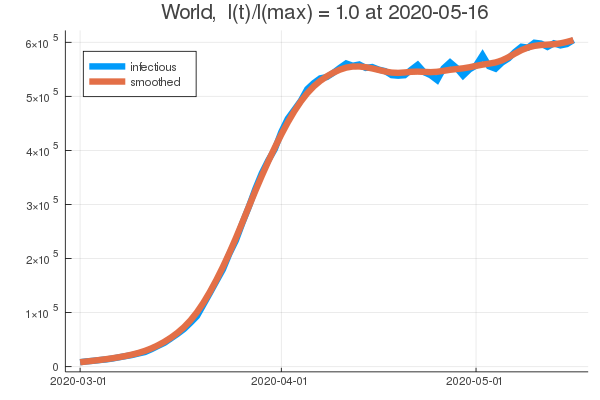 World, I(t)/I(max) = 1.0 at 2020-05-16
6×10 5
infectious
smoothed
5×10 5
4×10 5
3×10 5
2×10 5
1×10 5
0
2020-03-01 2020-04-01 2020-05-01